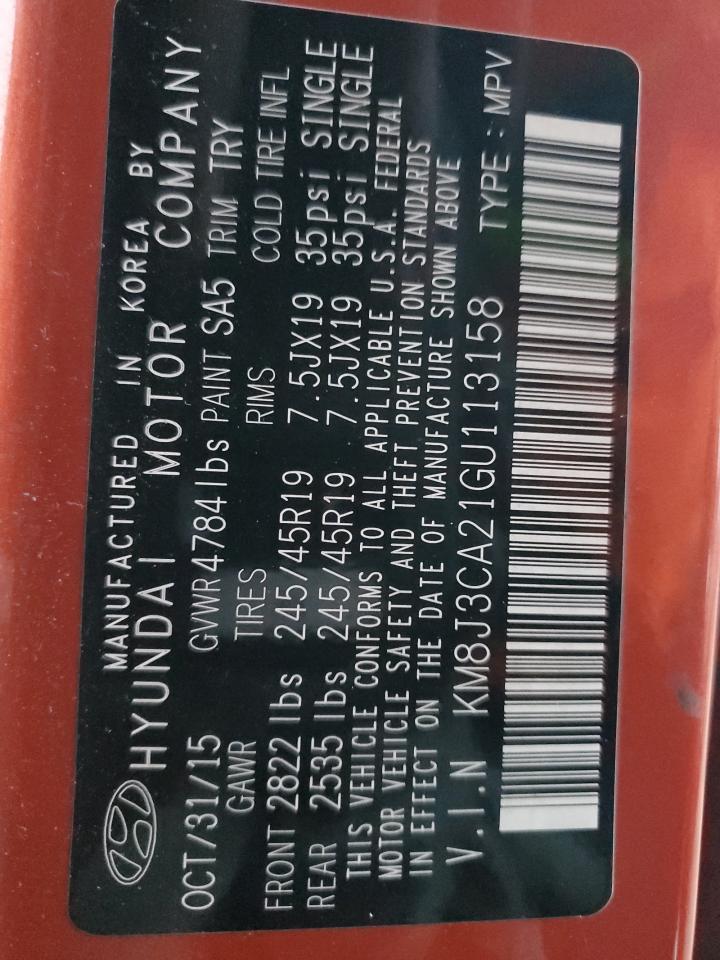 MANUFACTURED IN KOREA BY
HYUNDAI MOTOR COMPANY
OCT/31/15 GVWR 4784 lbs PAINT SA5 TRIM TRY
GAWR TIRES RIMS COLD TIRE INFL
FRONT 2822 lbs 245/45R19 7.5JX19 35psi SINGLE
REAR 2535 lbs 245/45R19 7.5JX19 35psi SINGLE
THIS VEHICLE CONFORMS TO ALL APPLICABLE U.S.A. FEDERAL
MOTOR VEHICLE SAFETY AND THEFT PREVENTION STANDARDS
IN EFFECT ON THE DATE OF MANUFACTURE SHOWN ABOVE
V.I.N KM8J3CA21GU113158 TYPE : MPV